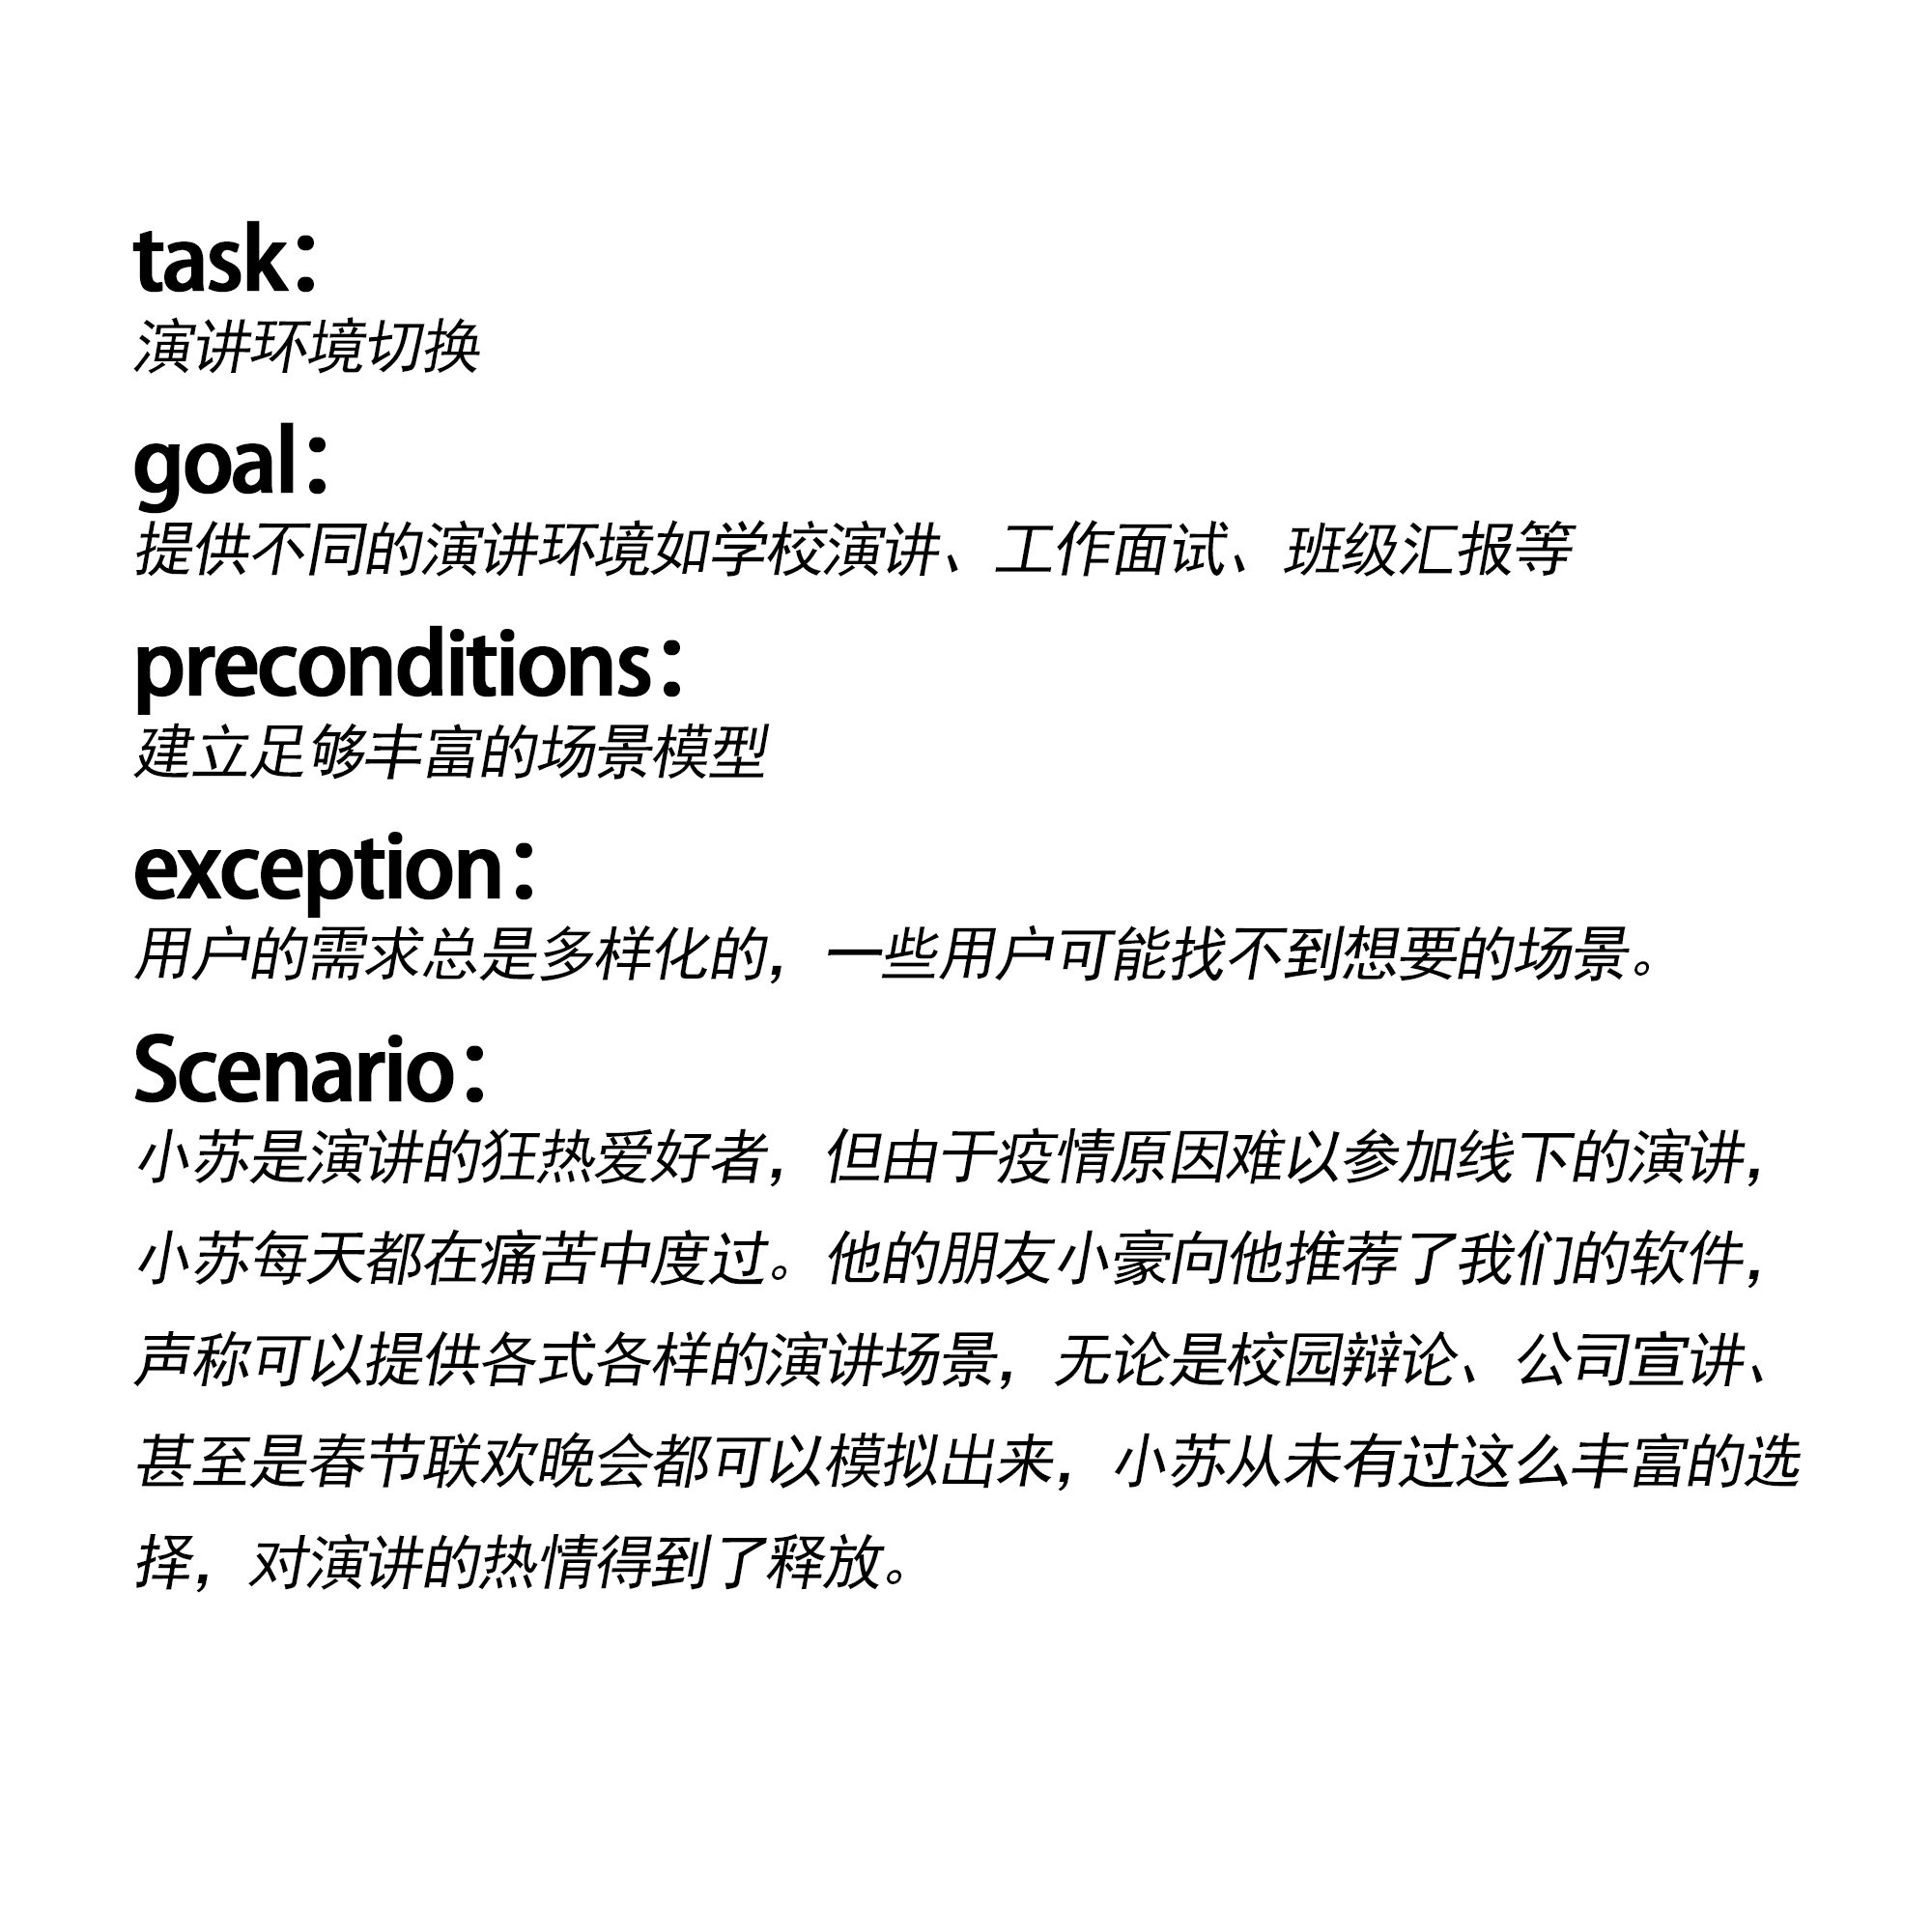 task：
演讲环境切换
goal：
提供不同的演讲环境如学校演讲、工作面试、班级汇报等
preconditions：
建立足够丰富的场景模型
exception：
用户的需求总是多样化的，一些用户可能找不到想要的场景。
Scenario：
小苏是演讲的狂热爱好者，但由于疫情原因难以参加线下的演讲，
小苏每天都在痛苦中度过。他的朋友小豪向他推荐了我们的软件，
声称可以提供各式各样的演讲场景，无论是校园辩论、公司宣讲、
甚至是春节联欢晚会都可以模拟出来，小苏从未有过这么丰富的选
择，对演讲的热情得到了释放。